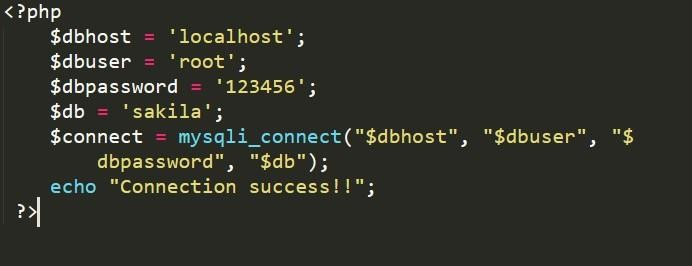 <?php
$dbhost = 'localhost';
$dbuser = 'root';
$dbpassword = '123456';
$db = 'sakila';
$connect = mysqli_connect("$dbhost", "$dbuser", "$
dbpassword", "$db");
echo "Connection success!!";
?>